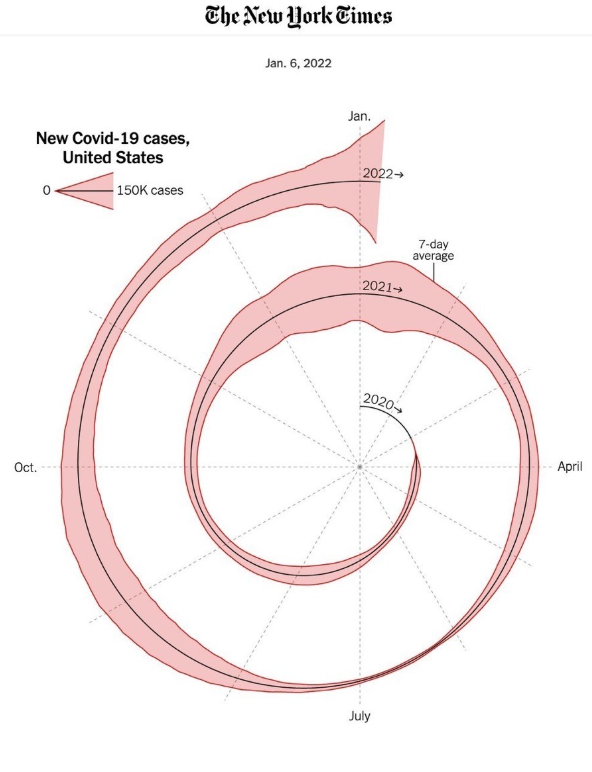 The New York Times
Jan. 6, 2022
Jan.
New Covid-19 cases,
United States
0 150K cases
2022→
7-day
average
2021→
2020→
Oct.
April
July